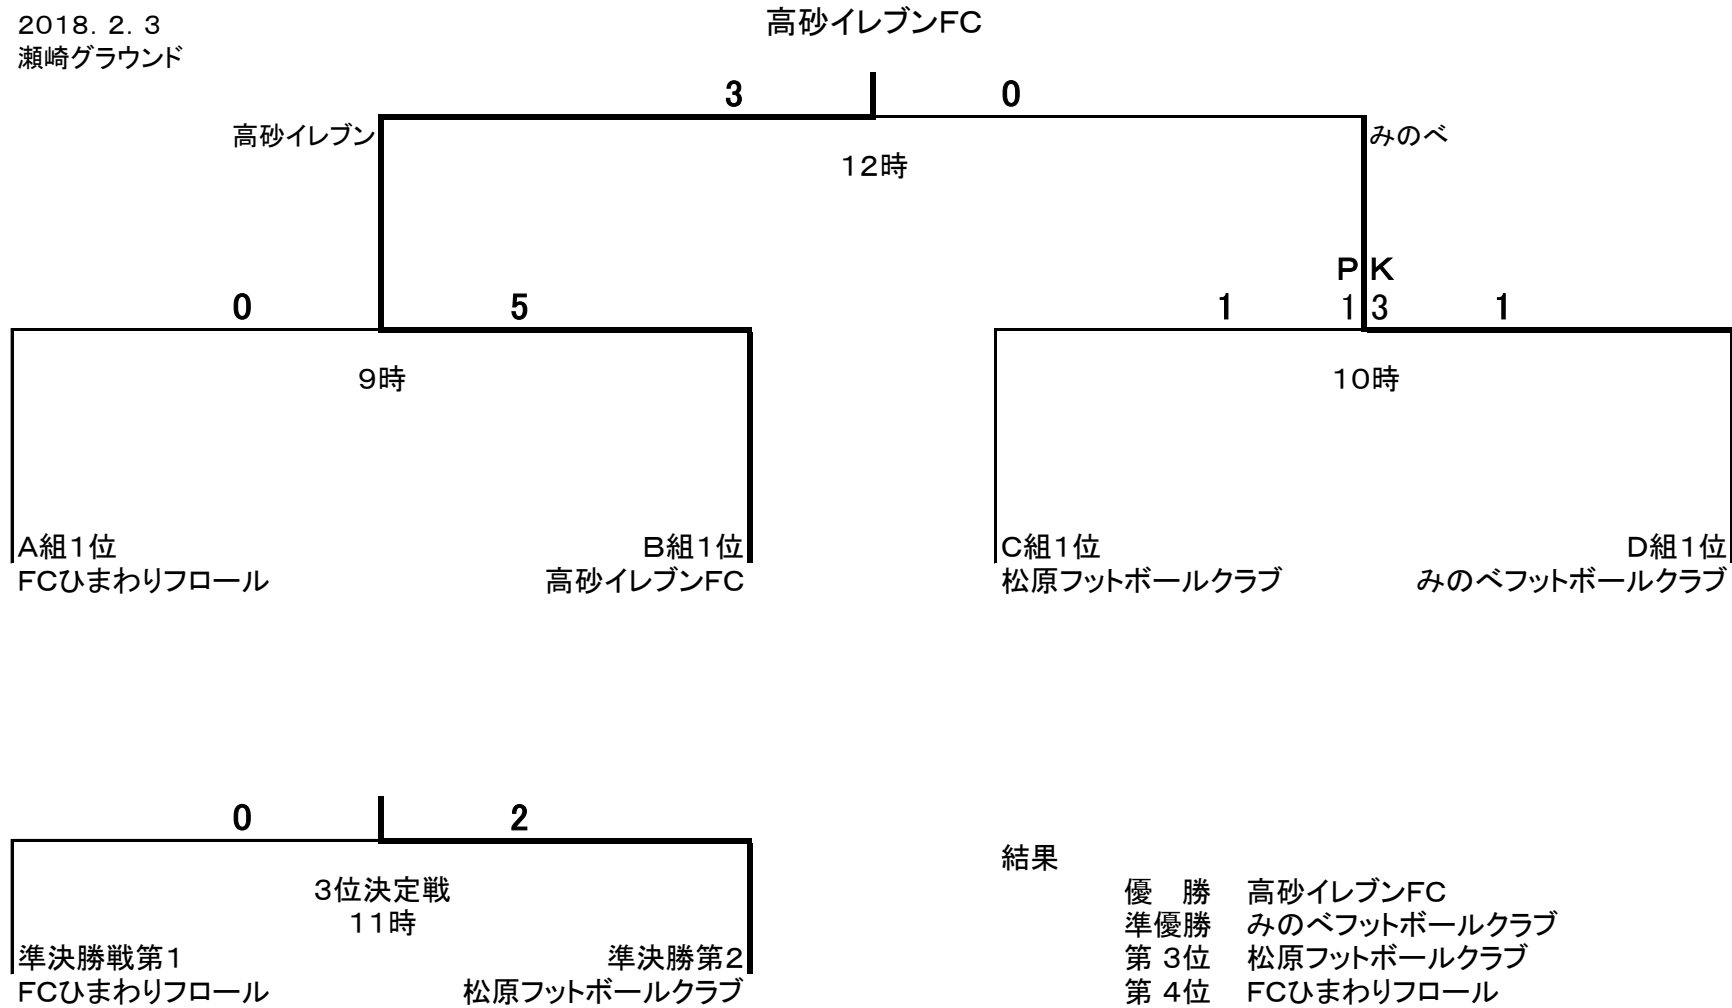 2018．2．3
瀬崎グラウンド
高砂イレブンFC
3 0
高砂イレブン みのべ
12時
PK
0 5 1 1 3 1
9時 10時
A組1位 B組1位 C組1位 D組1位
FCひまわりフロール 高砂イレブンFC 松原フットボールクラブ みのべフットボールクラブ
0 2
3位決定戦
11時
準決勝戦第1 準決勝第2
FCひまわりフロール 松原フットボールクラブ
結果
優　勝 高砂イレブンFC
準優勝 みのべフットボールクラブ
第 3位 松原フットボールクラブ
第 4位 FCひまわりフロール